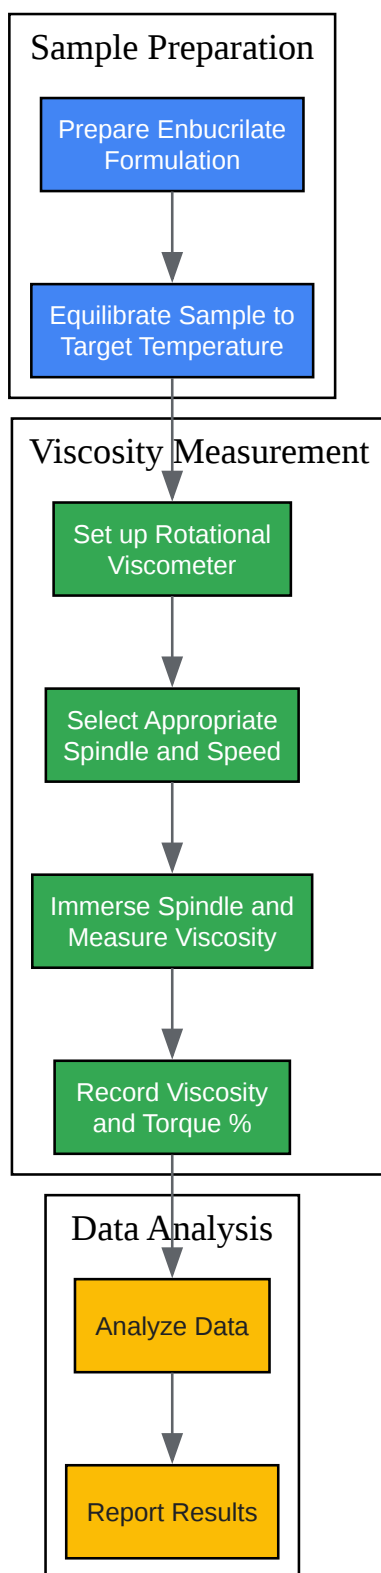 Sample Preparation
Prepare Enbucrilate
Formulation
Equilibrate Sample to
Target Temperature
Viscosity Measurement
Set up Rotational
Viscometer
Select Appropriate
Spindle and Speed
Immerse Spindle and
Measure Viscosity
Record Viscosity
and Torque %
Data Analysis
Analyze Data
Report Results